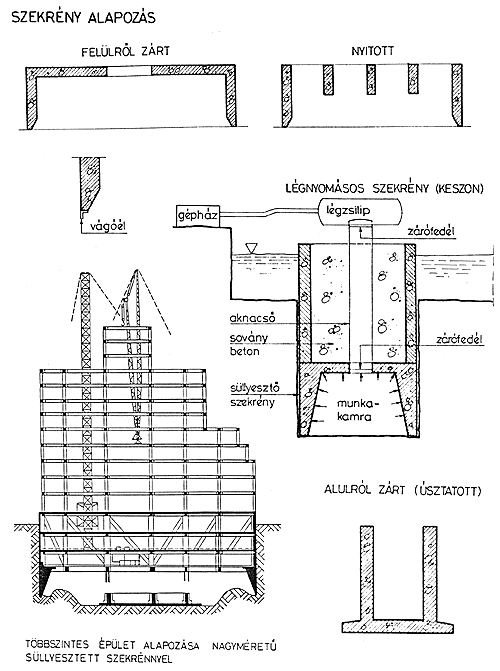 SZEKRÉNY ALAPOZÁS
FELÜLRŐL ZÁRT
NYITOTT
vágóél
LÉGNYOMÁSOS SZEKRÉNY (KESZON)
gépház
légzsilip
zárófedél
aknacső
sovány
beton
zárófedél
süllyesztő
szekrény
munka-
kamra
ALULRÓL ZÁRT (ÚSZTATOTT)
TÖBBSZINTES ÉPÜLET ALAPOZÁSA NAGYMÉRETŰ
SÜLLYESZTETT SZEKRÉNNYEL